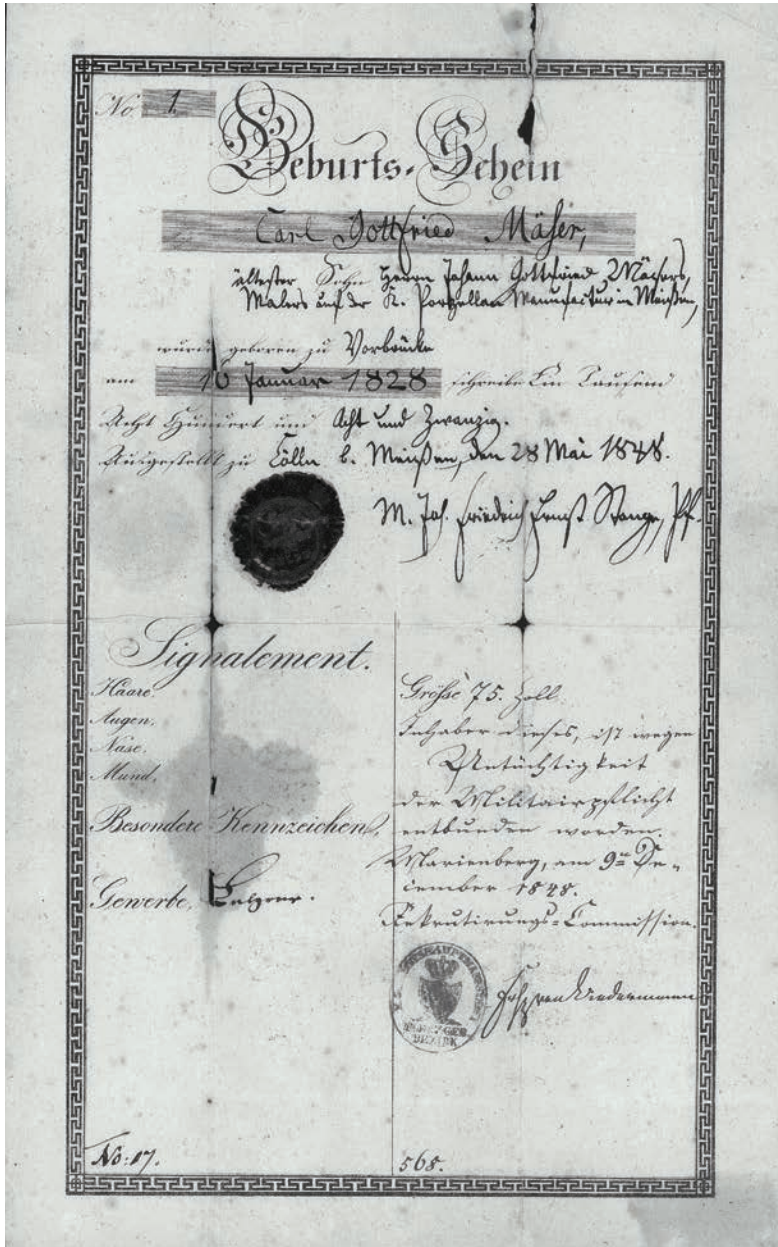 No 1.
Geburts-Schein
Carl Gottfried Mäser,
ältester Sohn Herrn Johann Gottfried Mäsers,
Malers auf der K. Porzellan Manufactur in Meißen,
wurde geboren zu Vorbrücke
am 16 Januar 1828 schreibe Ein Tausend
Acht Hundert und Acht und Zwanzig.
Ausgestellt zu Cölln b. Meißen, den 28 Mai 1848.
M. Joh. Friedrich Ernst Stange, Pf.
Signalement.
Haare.
Augen.
Nase.
Mund.
Besondere Kennzeichen,
Gewerbe,
Grösse 75. Zoll.
Inhaber dieses, ist wegen
Untüchtigkeit
der Militairpflicht
entbunden worden.
Marienberg, am 9ten De-
cember 1848.
Rekrutirungs-Commission.
BEZIRK
No: 17.
568.